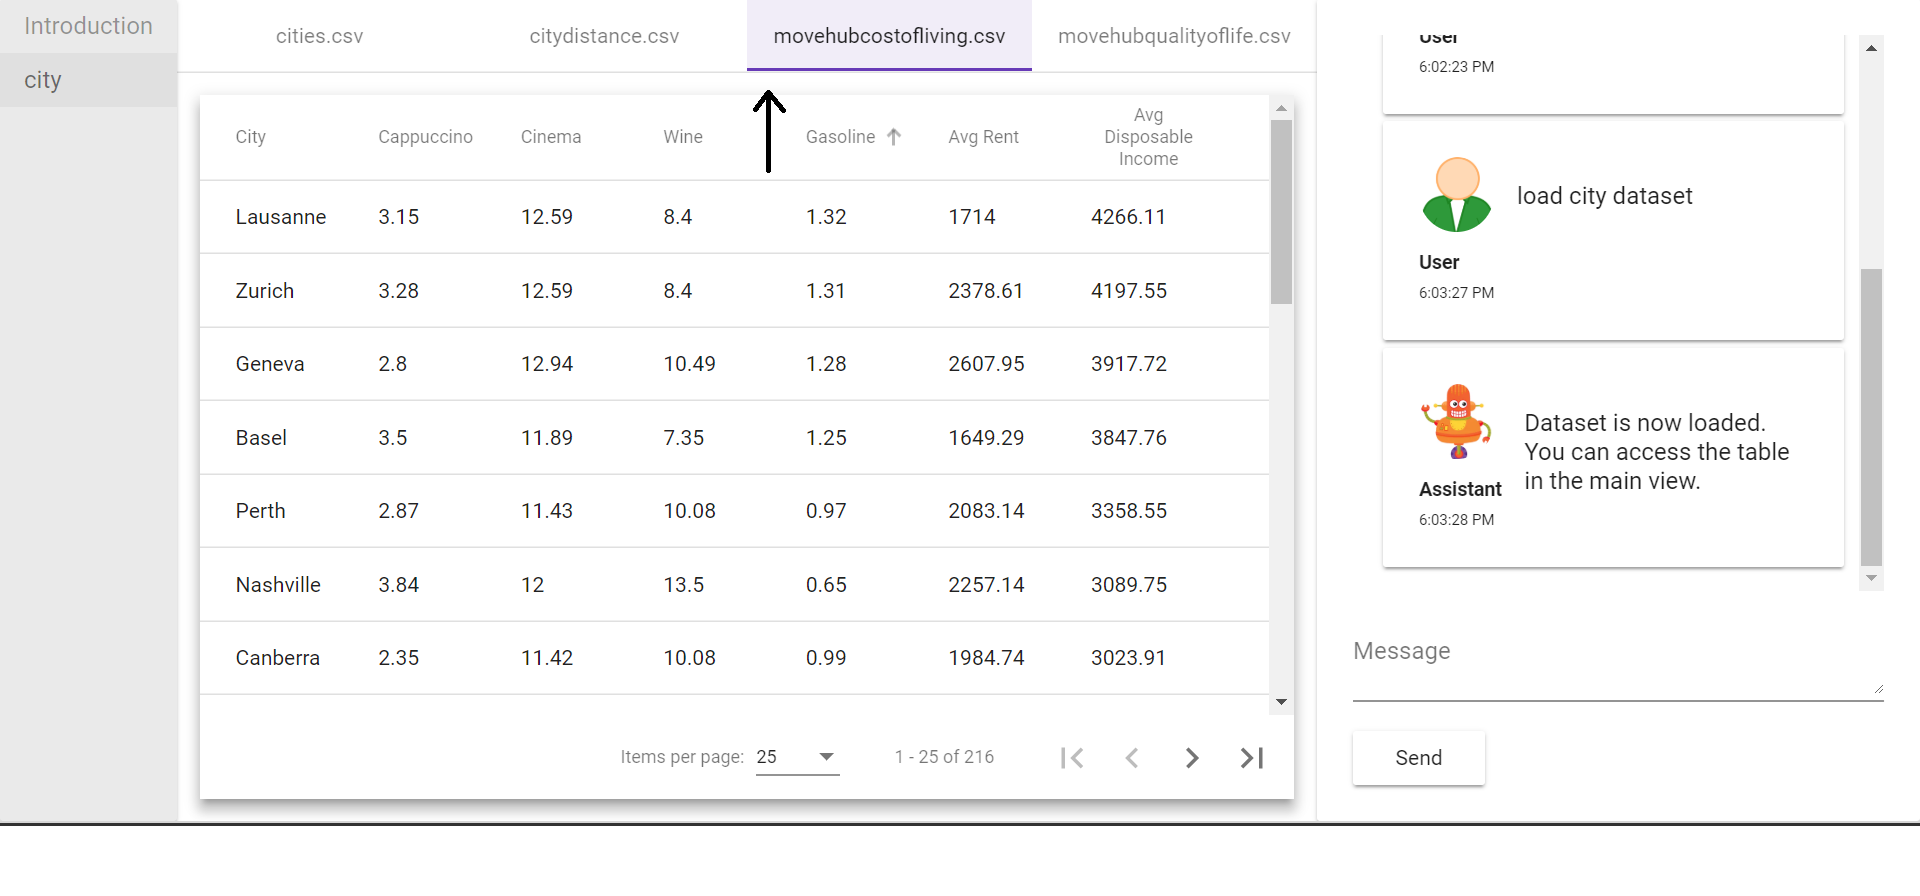 Introduction
city
cities.csv
citydistance.csv
movehubcostofliving.csv
movehubqualityoflife.csv
City Cappuccino Cinema Wine Gasoline Avg Rent Avg
Disposable
Income
Lausanne 3.15 12.59 8.4 1.32 1714 4266.11
Zurich 3.28 12.59 8.4 1.31 2378.61 4197.55
Geneva 2.8 12.94 10.49 1.28 2607.95 3917.72
Basel 3.5 11.89 7.35 1.25 1649.29 3847.76
Perth 2.87 11.43 10.08 0.97 2083.14 3358.55
Nashville 3.84 12 13.5 0.65 2257.14 3089.75
Canberra 2.35 11.42 10.08 0.99 1984.74 3023.91
Items per page: 25 1 - 25 of 216
User
6:02:23 PM
load city dataset
User
6:03:27 PM
Dataset is now loaded.
You can access the table
in the main view.
Assistant
6:03:28 PM
Message
Send